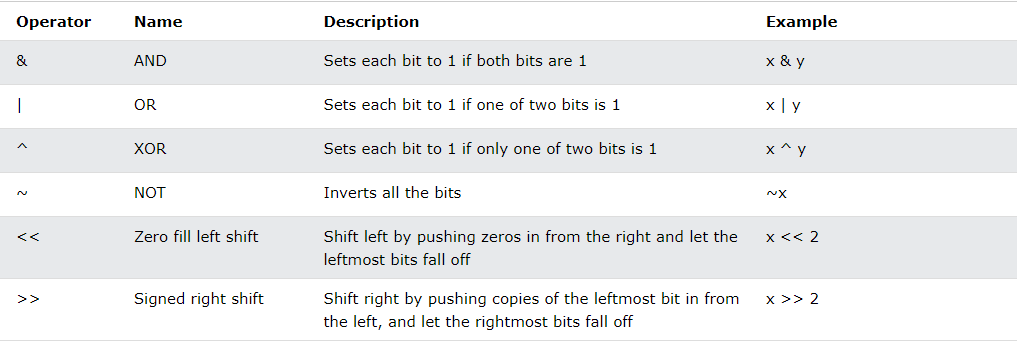 Operator Name Description Example
& AND Sets each bit to 1 if both bits are 1 x & y
| OR Sets each bit to 1 if one of two bits is 1 x | y
^ XOR Sets each bit to 1 if only one of two bits is 1 x ^ y
~ NOT Inverts all the bits ~x
<< Zero fill left shift Shift left by pushing zeros in from the right and let the x << 2
leftmost bits fall off
>> Signed right shift Shift right by pushing copies of the leftmost bit in from x >> 2
the left, and let the rightmost bits fall off